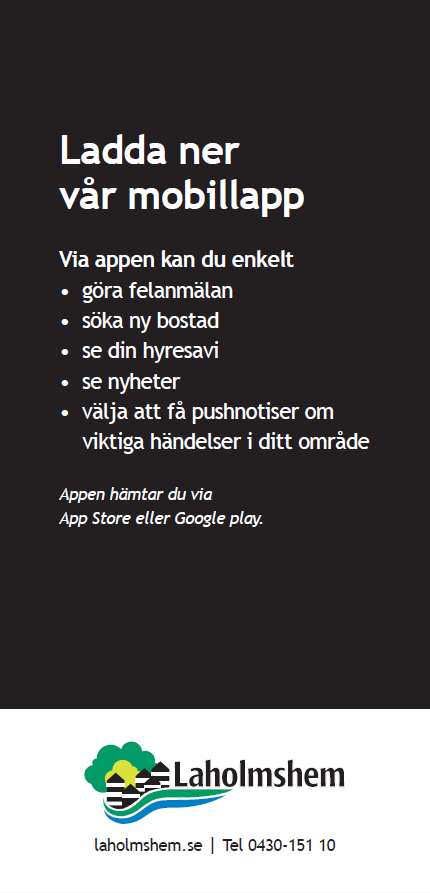 Ladda ner
vår mobillapp
Via appen kan du enkelt
• göra felanmälan
• söka ny bostad
• se din hyresavi
• se nyheter
• välja att få pushnotiser om
viktiga händelser i ditt område
Appen hämtar du via
App Store eller Google play.
Laholmshem
laholmshem.se | Tel 0430-151 10